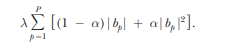 λ∑_{p=1}^{P} [(1 − α)|b_p| + α|b_p|²].